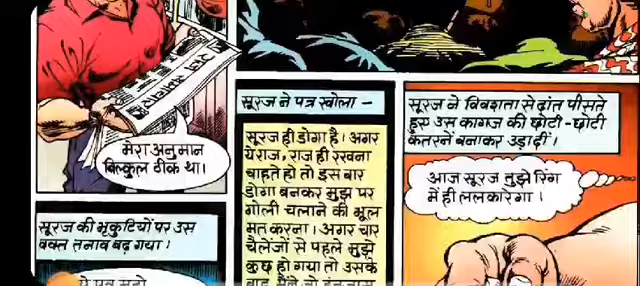 मेरा अनुमान
बिल्कुल ठीक था।
सूरज की भृकुटियों पर उस
वक्त तनाव बढ़ गया।
सूरज ने पत्र खोला –
सूरज ही डोगा है। अगर
ये राज, राज ही रखना
चाहते हो तो इस बार
डोगा बनकर मुझ पर
गोली चलाने की भूल
मत करना। अगर चार
चैलेंजों से पहले मुझे
कुछ हो गया तो उसके
सूरज ने विवशता से दांत पीसते
हुए उस कागज की छोटी-छोटी
कतरनें बनाकर उड़ा दीं।
आज सूरज तुझे रिंग
में ही ललकारेगा।